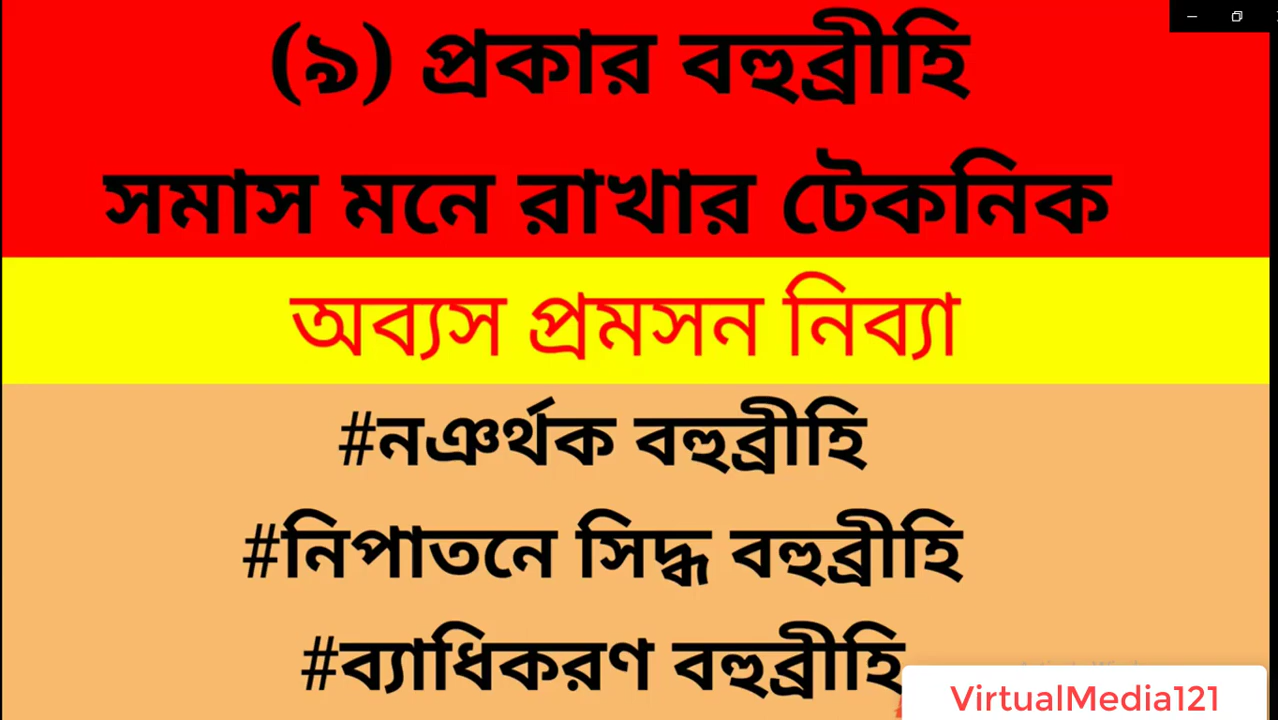 (৯) প্রকার বহুব্রীহি
সমাস মনে রাখার টেকনিক
অব্যস প্রমসন নিব্যা
#নঞর্থক বহুব্রীহি
#নিপাতনে সিদ্ধ বহুব্রীহি
#ব্যাধিকরণ বহুব্রীহি
VirtualMedia121